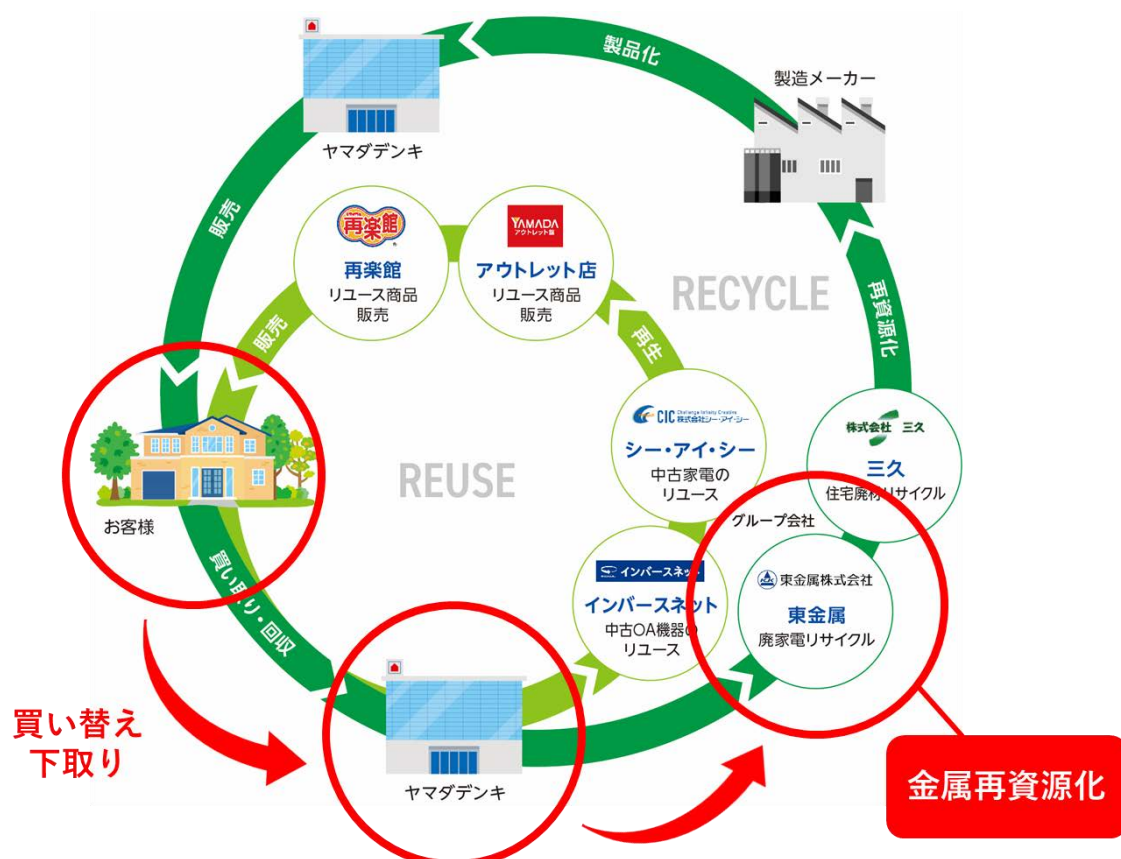 製品化
製造メーカー
ヤマダデンキ
販売
再楽館
再楽館
リユース商品
販売
YAMADA
アウトレット館
アウトレット店
リユース商品
販売
RECYCLE
再資源化
販売
再生
CIC Challenge Infinity Creative
株式会社シー・アイ・シー
シー・アイ・シー
中古家電の
リユース
株式会社 三久
三久
住宅廃材リサイクル
REUSE
お客様
グループ会社
インバースネット
インバースネット
中古OA機器の
リユース
東金属株式会社
東金属
廃家電リサイクル
買い取り・回収
買い替え
下取り
ヤマダデンキ
金属再資源化